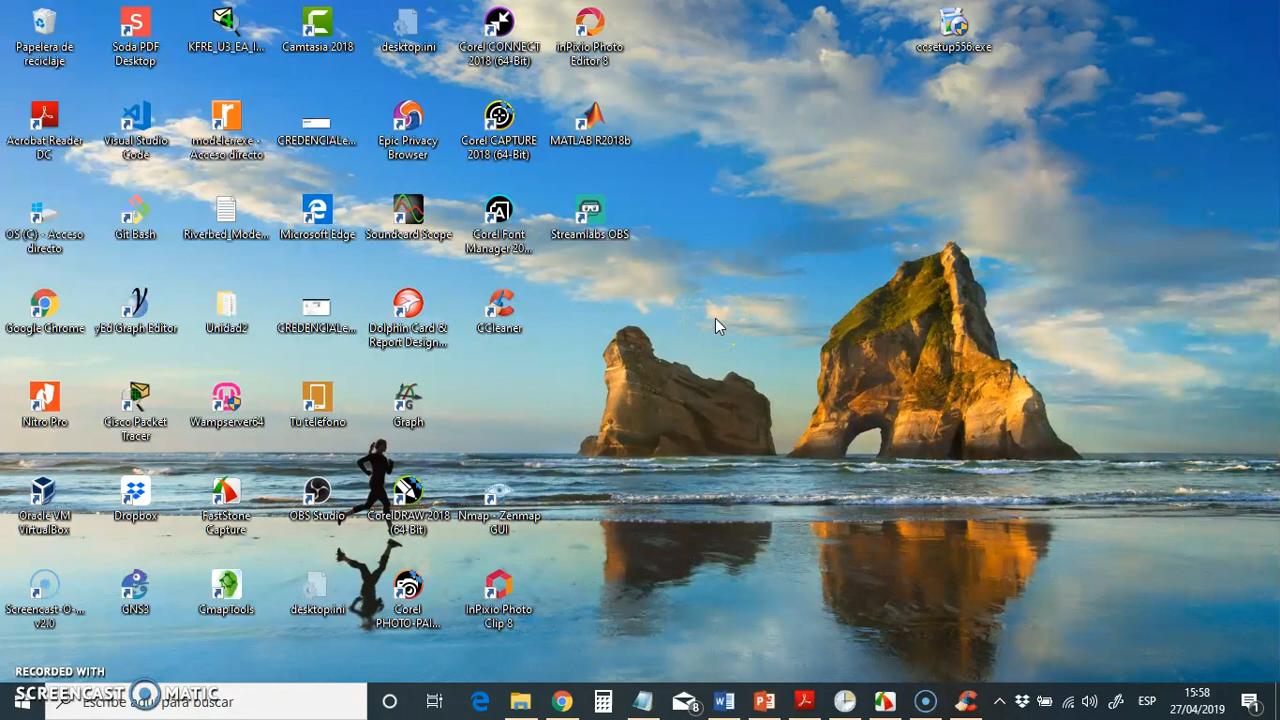 Papelera de
reciclaje
Soda PDF
Desktop
KFRE_U3_EA_I...
Camtasia 2018
desktop.ini
Corel CONNECT
2018 (64-Bit)
inPixio Photo
Editor 8
ccsetup556.exe
Acrobat Reader
DC
Visual Studio
Code
modeler.exe -
Acceso directo
CREDENCIALe...
Epic Privacy
Browser
Corel CAPTURE
2018 (64-Bit)
MATLAB R2018b
OS (C) - Acceso
directo
Git Bash
Riverbed_Mode...
Microsoft Edge
Soundcard Scope
Corel Font
Manager 20...
Streamlabs OBS
Google Chrome
yEd Graph Editor
Unidad2
CREDENCIALe...
Dolphin Card &
Report Design...
CCleaner
Nitro Pro
Cisco Packet
Tracer
Wampserver64
Tu teléfono
Graph
Oracle VM
VirtualBox
Dropbox
FastStone
Capture
OBS Studio
CorelDRAW 2018
(64-Bit)
Nmap - Zenmap
GUI
Screencast-O-...
v2.0
GNS3
CmapTools
desktop.ini
Corel
PHOTO-PAI...
InPixio Photo
Clip 8
RECORDED WITH
SCREENCAST MATIC
Escribe aquí para buscar
8
ESP
15:58
27/04/2019
1